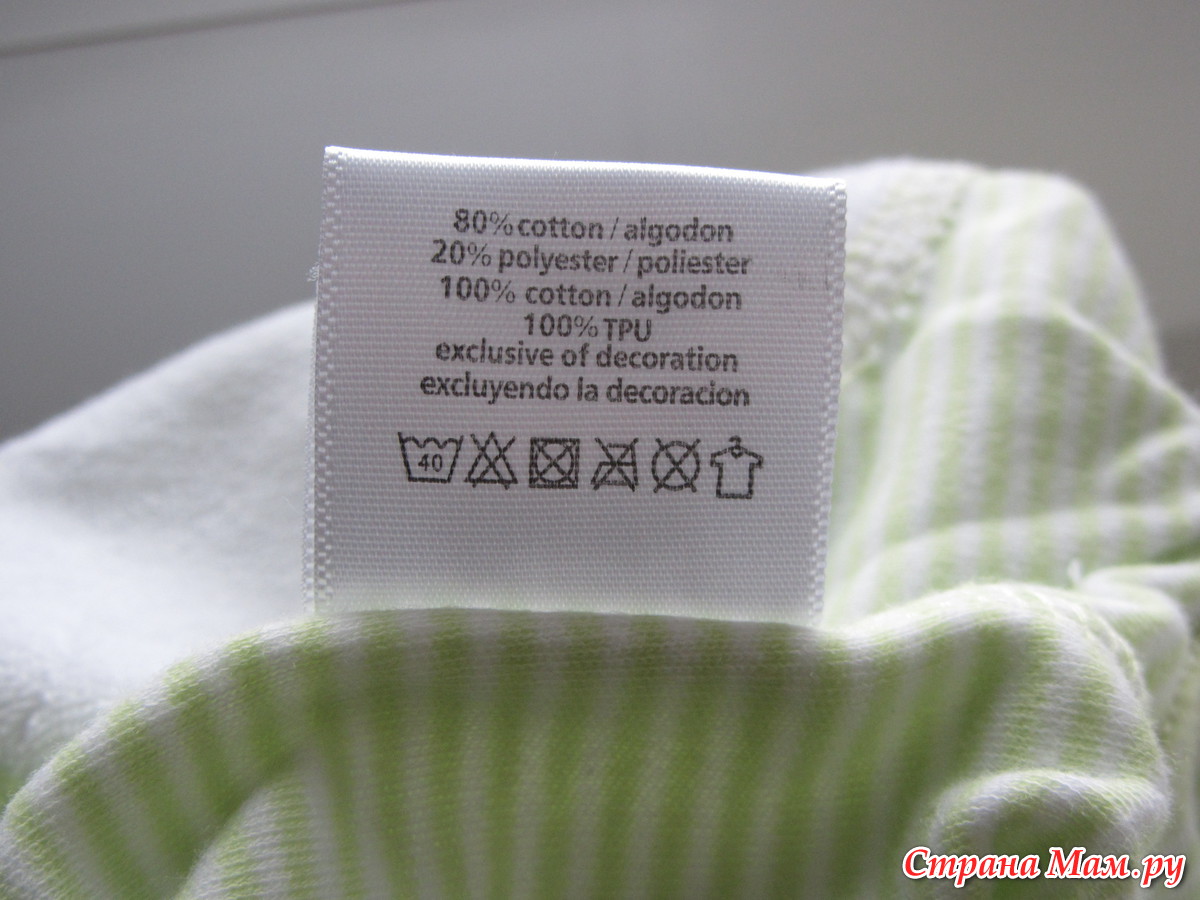 80% cotton / algodon
20% polyester / poliester
100% cotton / algodon
100% TPU
exclusive of decoration
excluyendo la decoracion
40
Страна Мам.ру